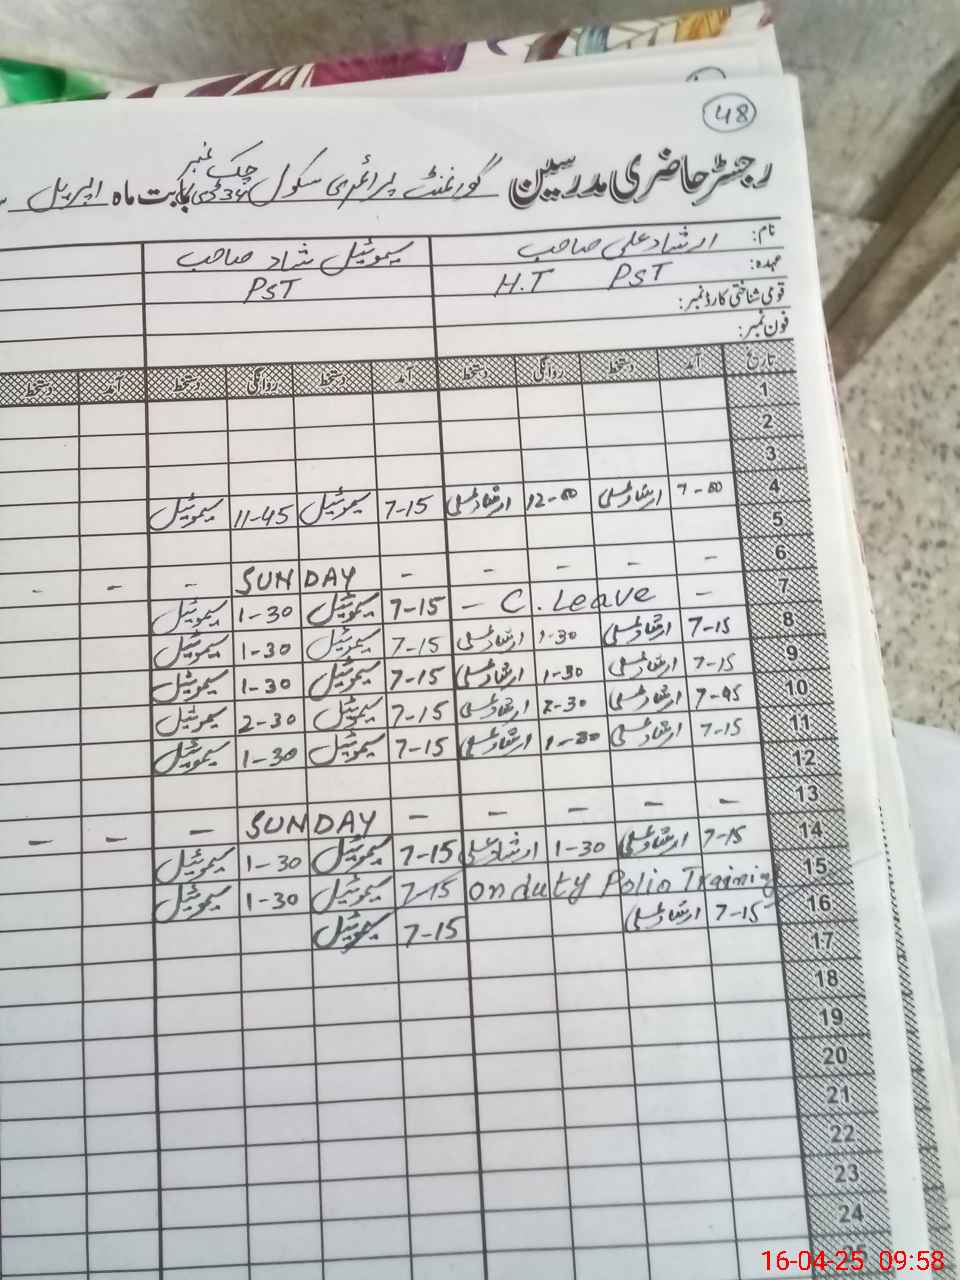 48
رجسٹر حاضری مدرسین گورنمنٹ پرائمری سکول چک نمبر 36 بابت ماہ اپریل
نام: ارشاد علی صاحب سیموئیل شاد صاحب
عہدہ: PST H.T PST
قومی شناختی کارڈ نمبر:
فون نمبر:
تاریخ آمد دستخط روانگی دستخط آمد دستخط روانگی دستخط آمد دستخط
1
2
3
4 7-00 ارشاد علی 12-00 ارشاد علی 7-15 سیموئیل 11-45 سیموئیل
5
6 - - - - - SUNDAY - - -
7 - C. Leave - 7-15 سیموئیل 1-30 سیموئیل
8 7-15 ارشاد علی 1-30 ارشاد علی 7-15 سیموئیل 1-30 سیموئیل
9 7-15 ارشاد علی 1-30 ارشاد علی 7-15 سیموئیل 1-30 سیموئیل
10 ارشاد علی ارشاد علی 7-15 سیموئیل 2-30 سیموئیل
11 7-15 ارشاد علی 1-30 ارشاد علی 7-15 سیموئیل 1-30 سیموئیل
12
13 - - - - - SUNDAY - - -
14 7-15 ارشاد علی 1-30 ارشاد علی 7-15 سیموئیل 1-30 سیموئیل
15 on duty Polio Training 7-15 سیموئیل 1-30 سیموئیل
16 7-15 ارشاد علی 7-15 سیموئیل
17
18
19
20
21
22
23
24
25
16-04-25 09:58